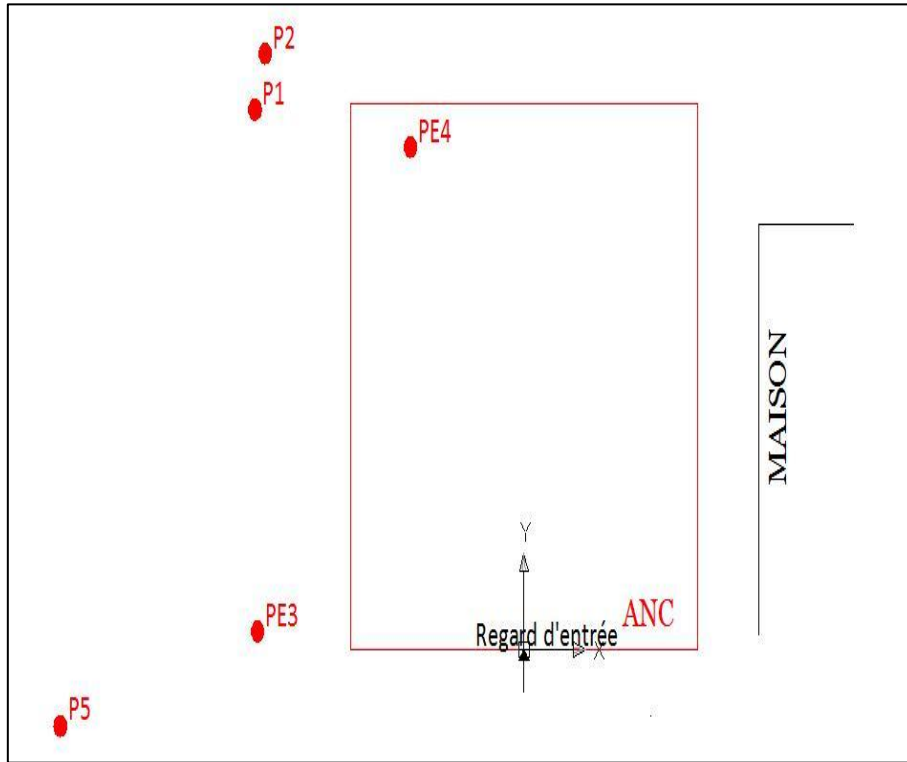 P2
P1
PE4
MAISON
Y
ANC
PE3
Regard d'entrée
X
P5